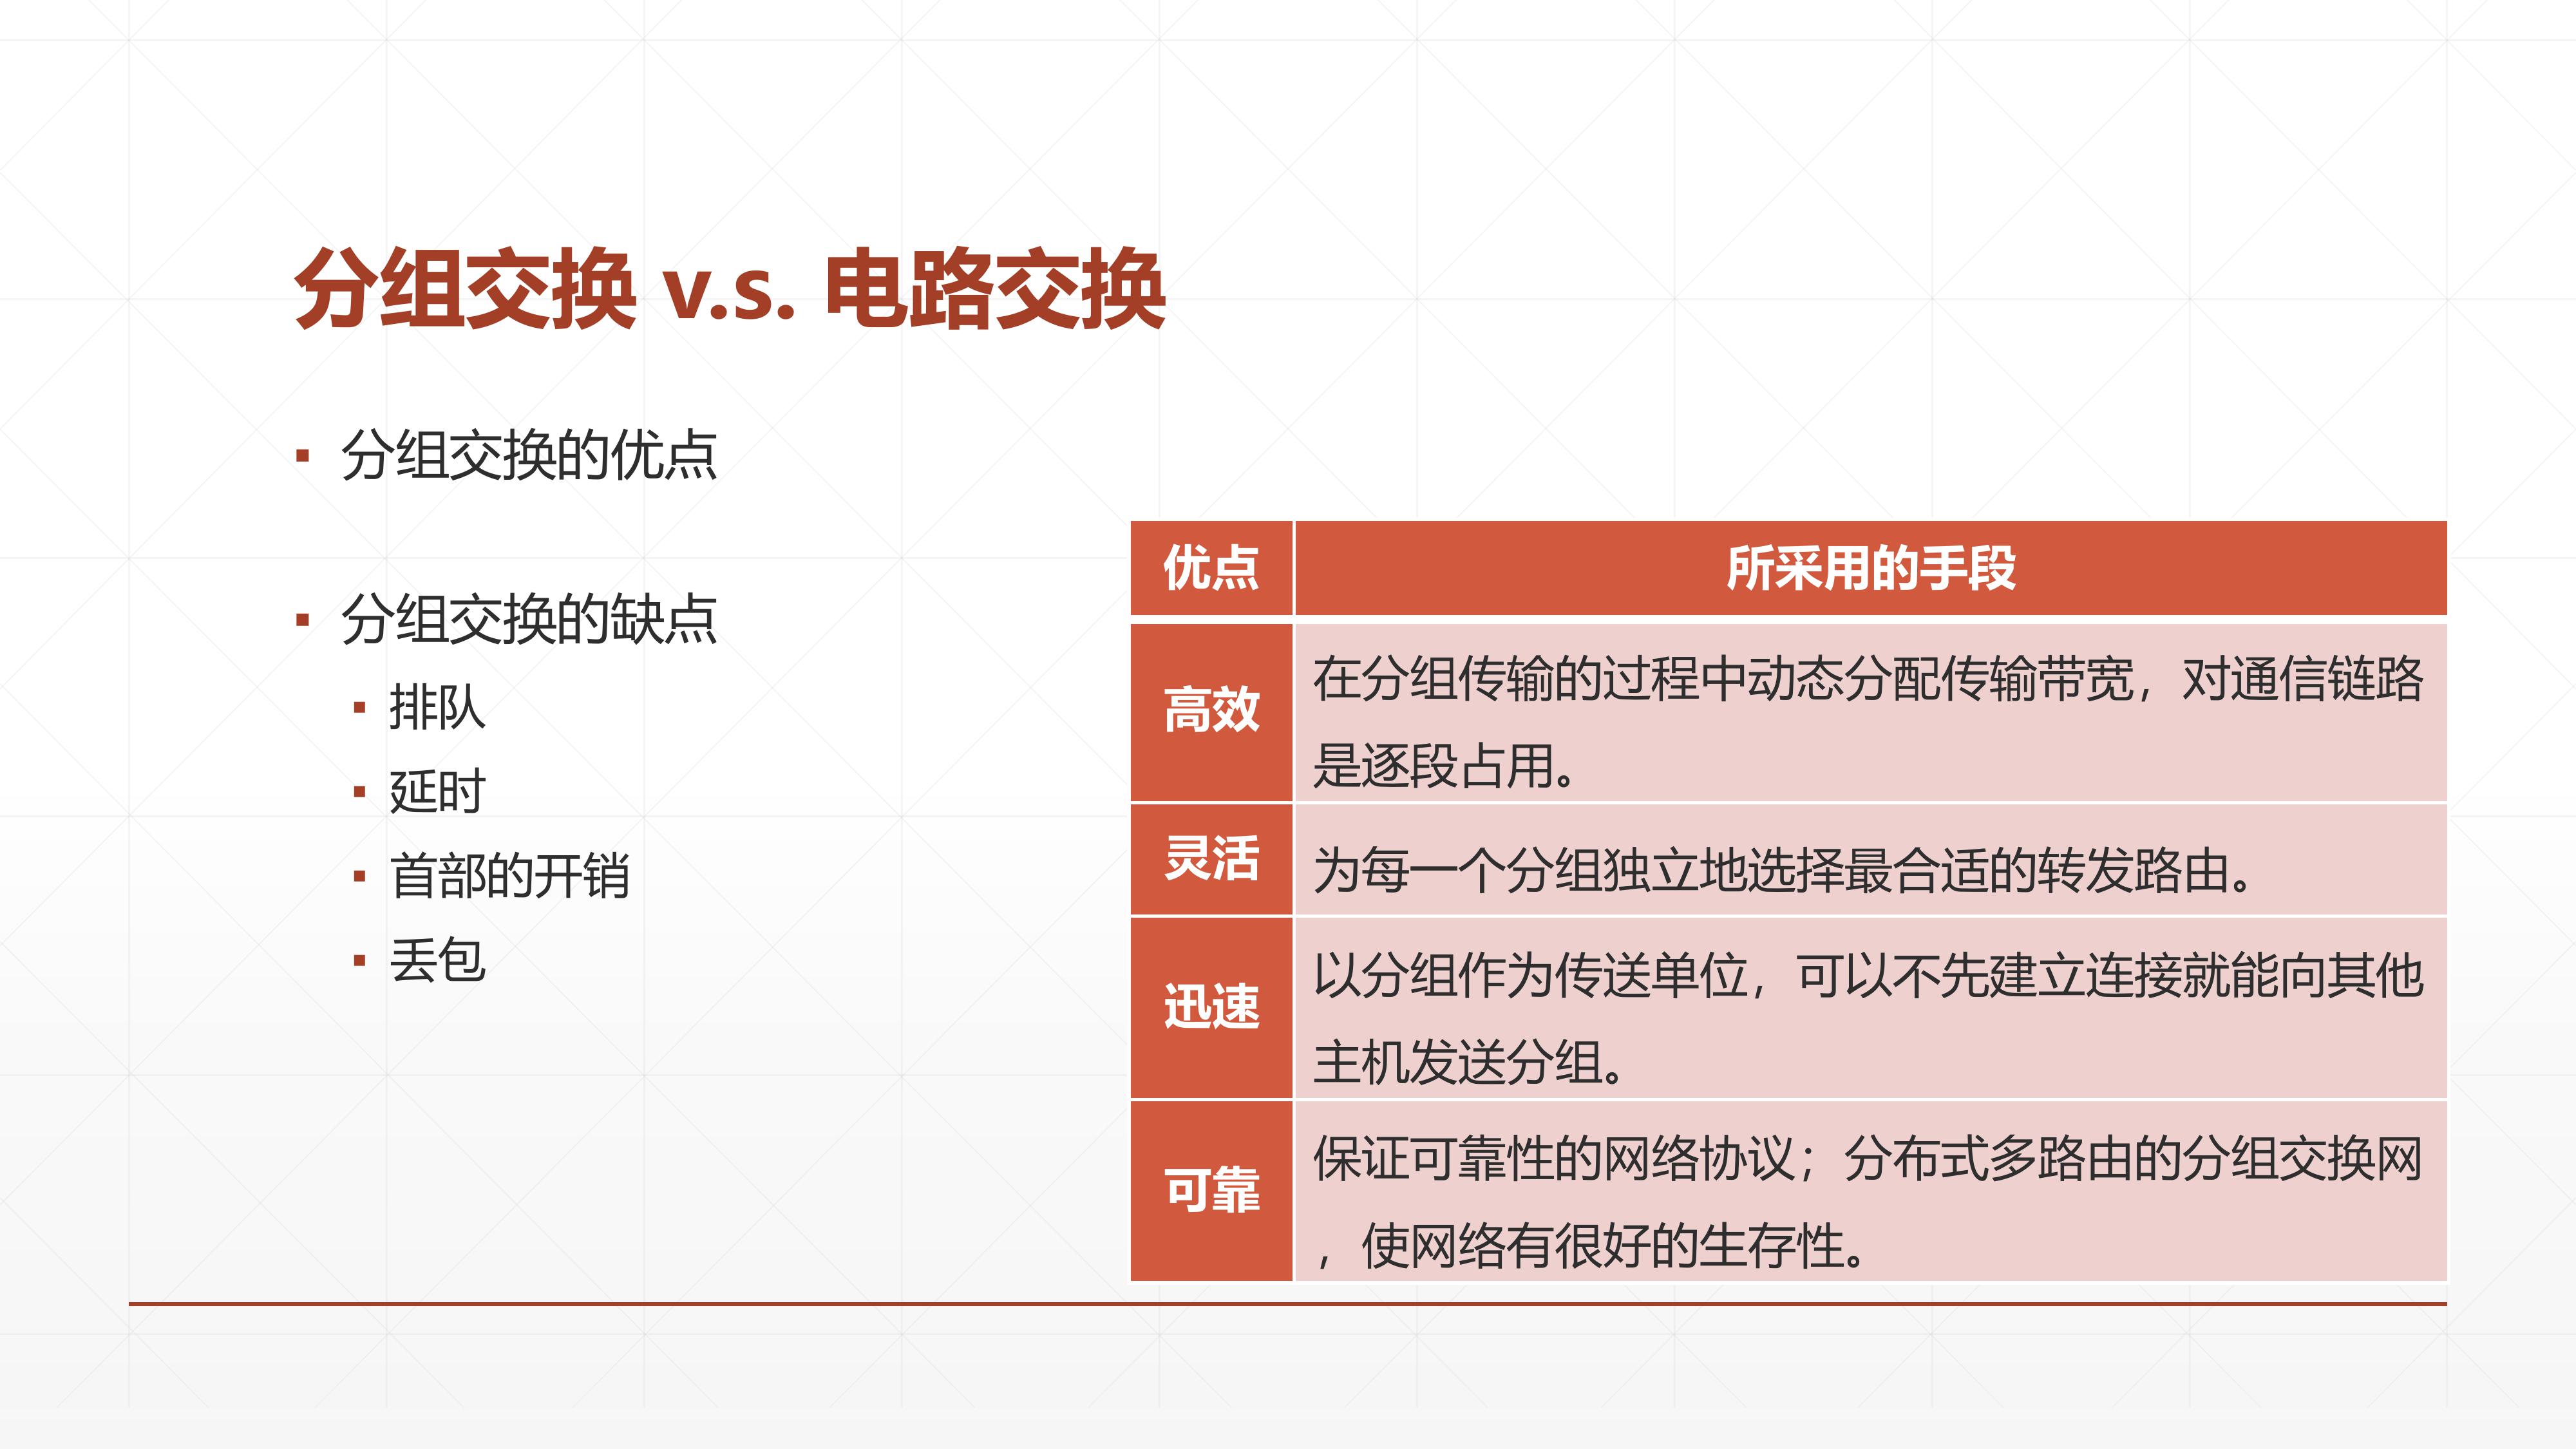 分组交换 v.s. 电路交换
▪ 分组交换的优点
▪ 分组交换的缺点
▪ 排队
▪ 延时
▪ 首部的开销
▪ 丢包
优点 所采用的手段
高效 在分组传输的过程中动态分配传输带宽，对通信链路
是逐段占用。
灵活 为每一个分组独立地选择最合适的转发路由。
迅速 以分组作为传送单位，可以不先建立连接就能向其他
主机发送分组。
可靠 保证可靠性的网络协议；分布式多路由的分组交换网
，使网络有很好的生存性。